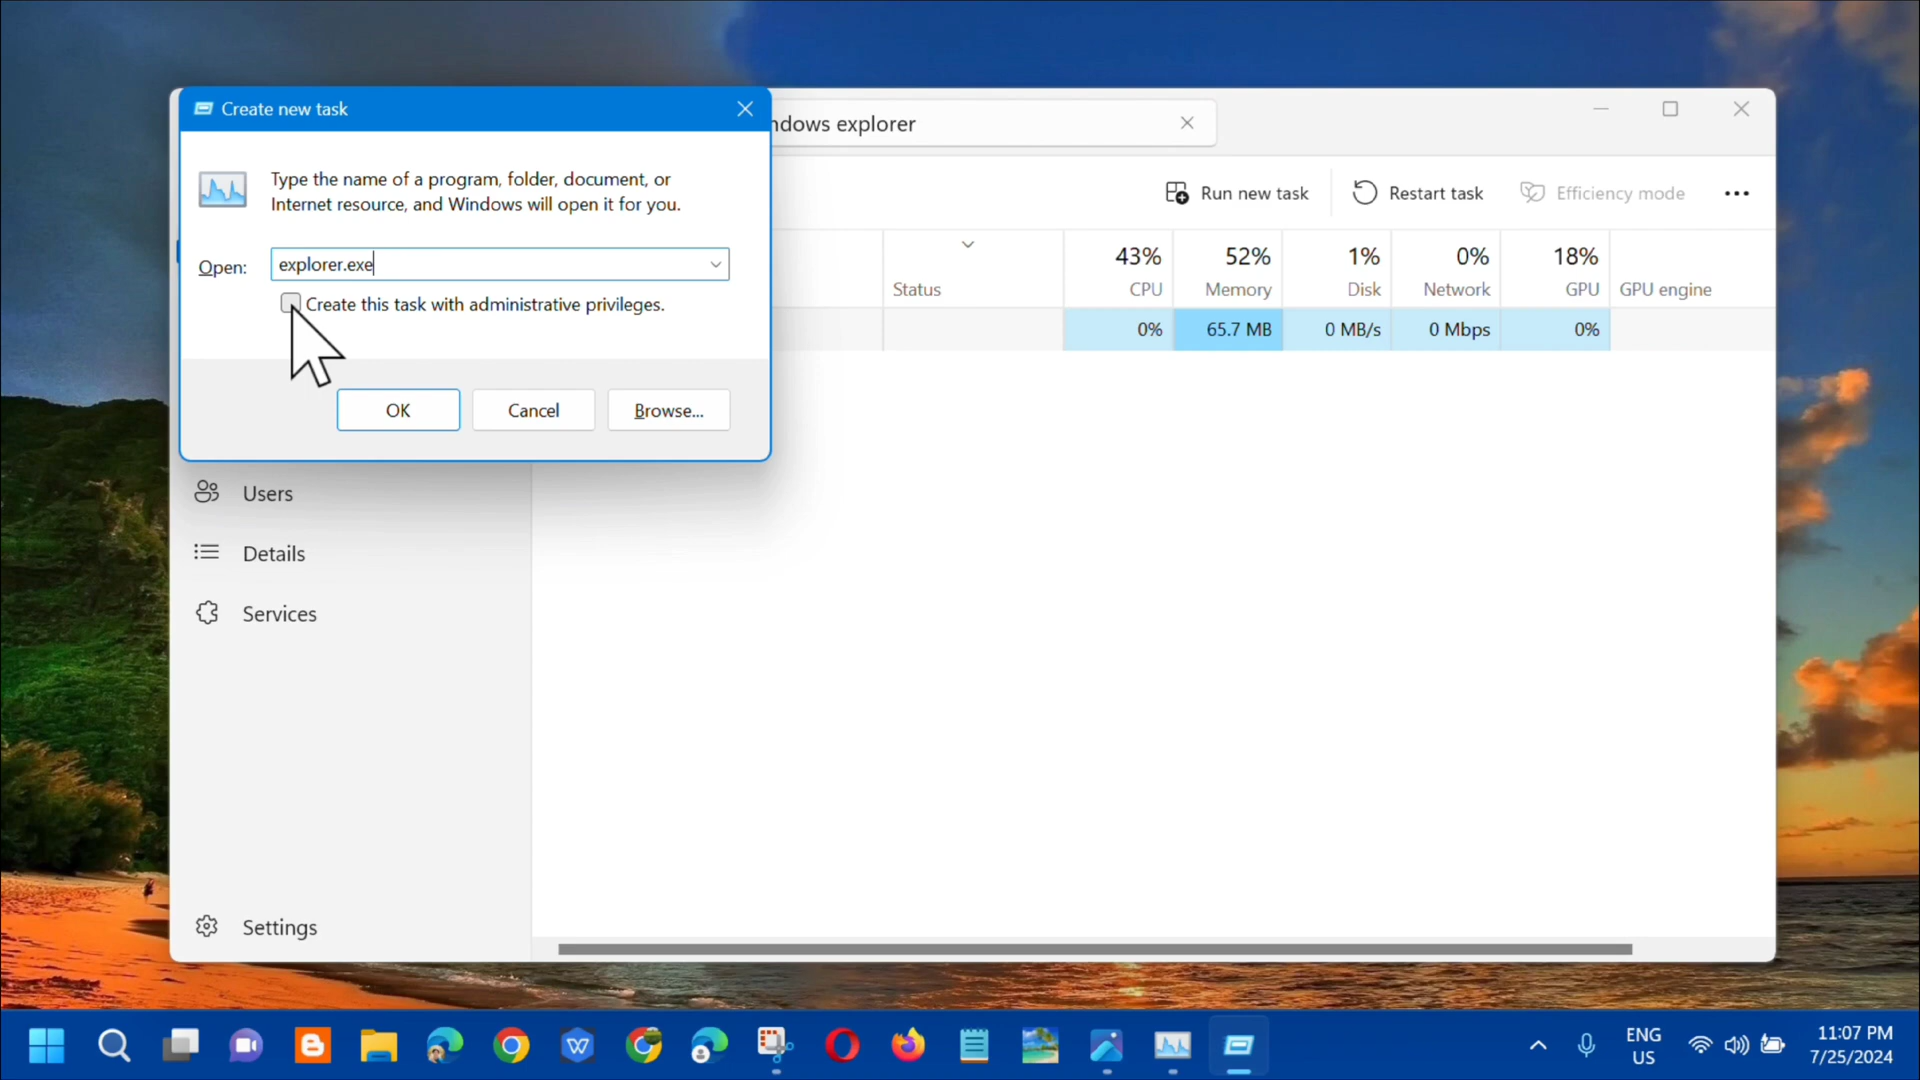 Create new task
Type the name of a program, folder, document, or
Internet resource, and Windows will open it for you.
Open: explorer.exe
Create this task with administrative privileges.
OK Cancel Browse...
ndows explorer
Run new task Restart task Efficiency mode
43% 52% 1% 0% 18%
Status CPU Memory Disk Network GPU GPU engine
0% 65.7 MB 0 MB/s 0 Mbps 0%
Users
Details
Services
Settings
ENG
US
11:07 PM
7/25/2024